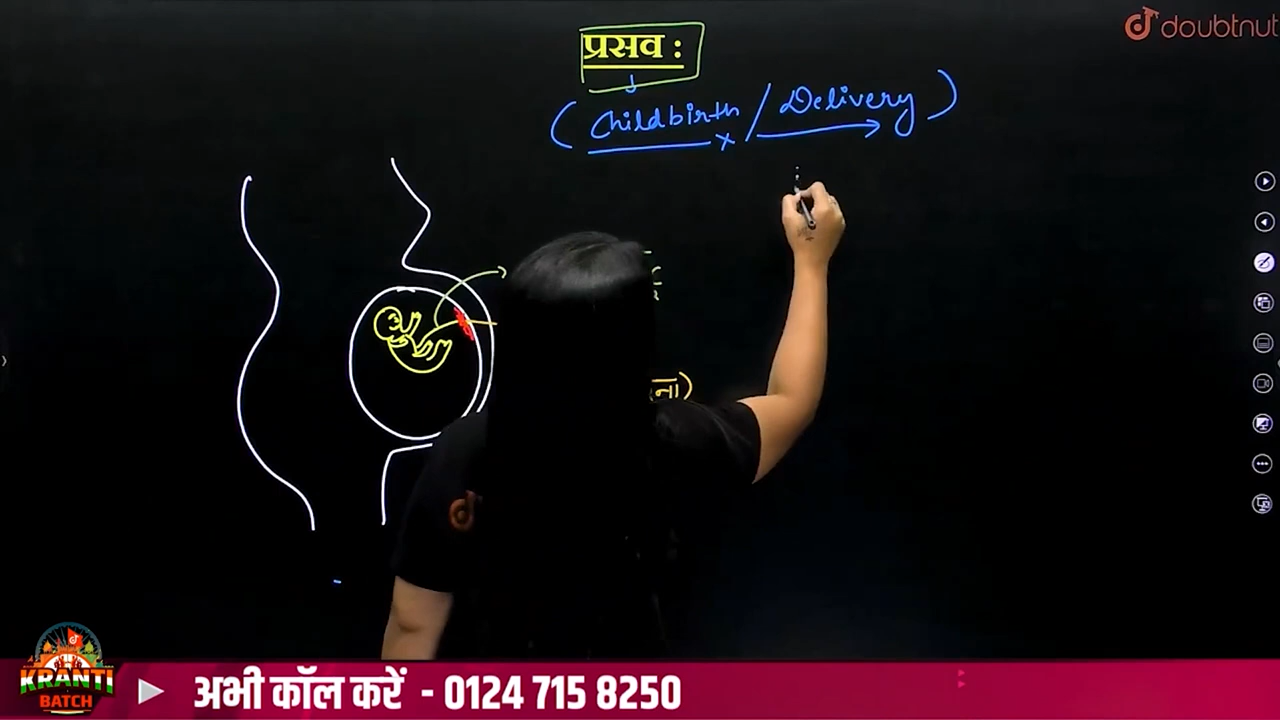 doubtnut
प्रसव :
( Childbirth / Delivery )
ना)
KRANTI
BATCH
अभी कॉल करें - 0124 715 8250